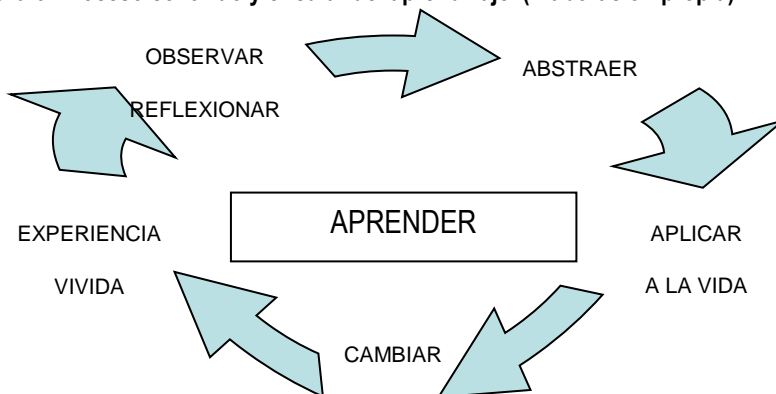 OBSERVAR
REFLEXIONAR
ABSTRAER
EXPERIENCIA
VIVIDA
APRENDER
APLICAR
A LA VIDA
CAMBIAR